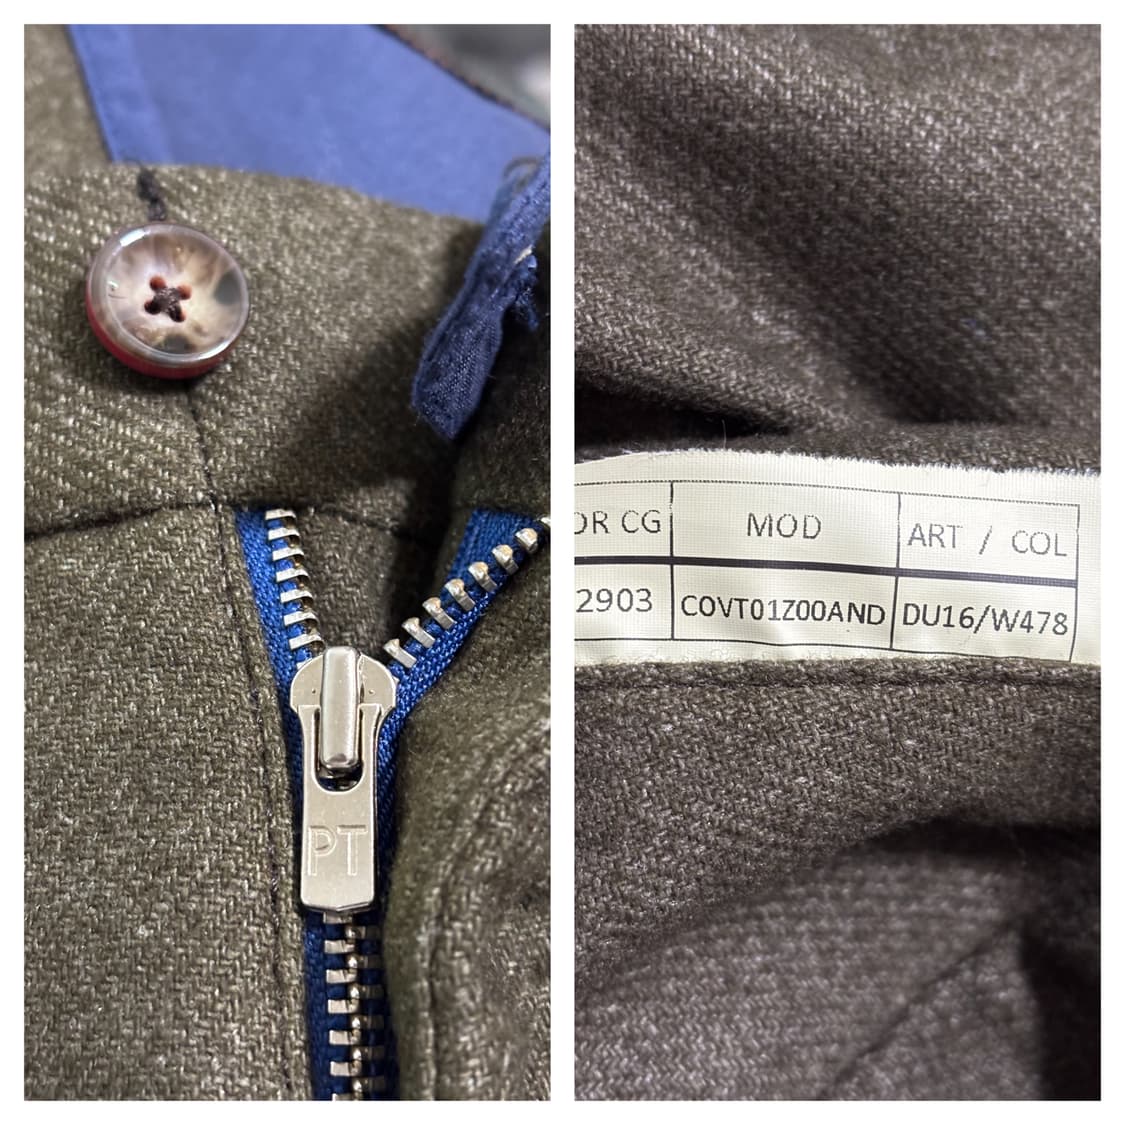 PT
OR CG MOD ART / COL
2903 COVT01Z00AND DU16/W478